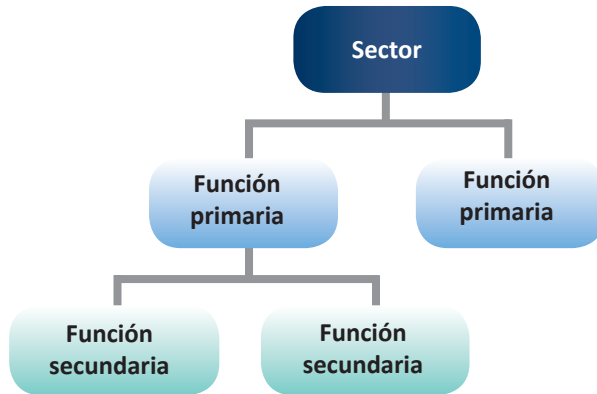 Sector
Función
primaria
Función
primaria
Función
secundaria
Función
secundaria